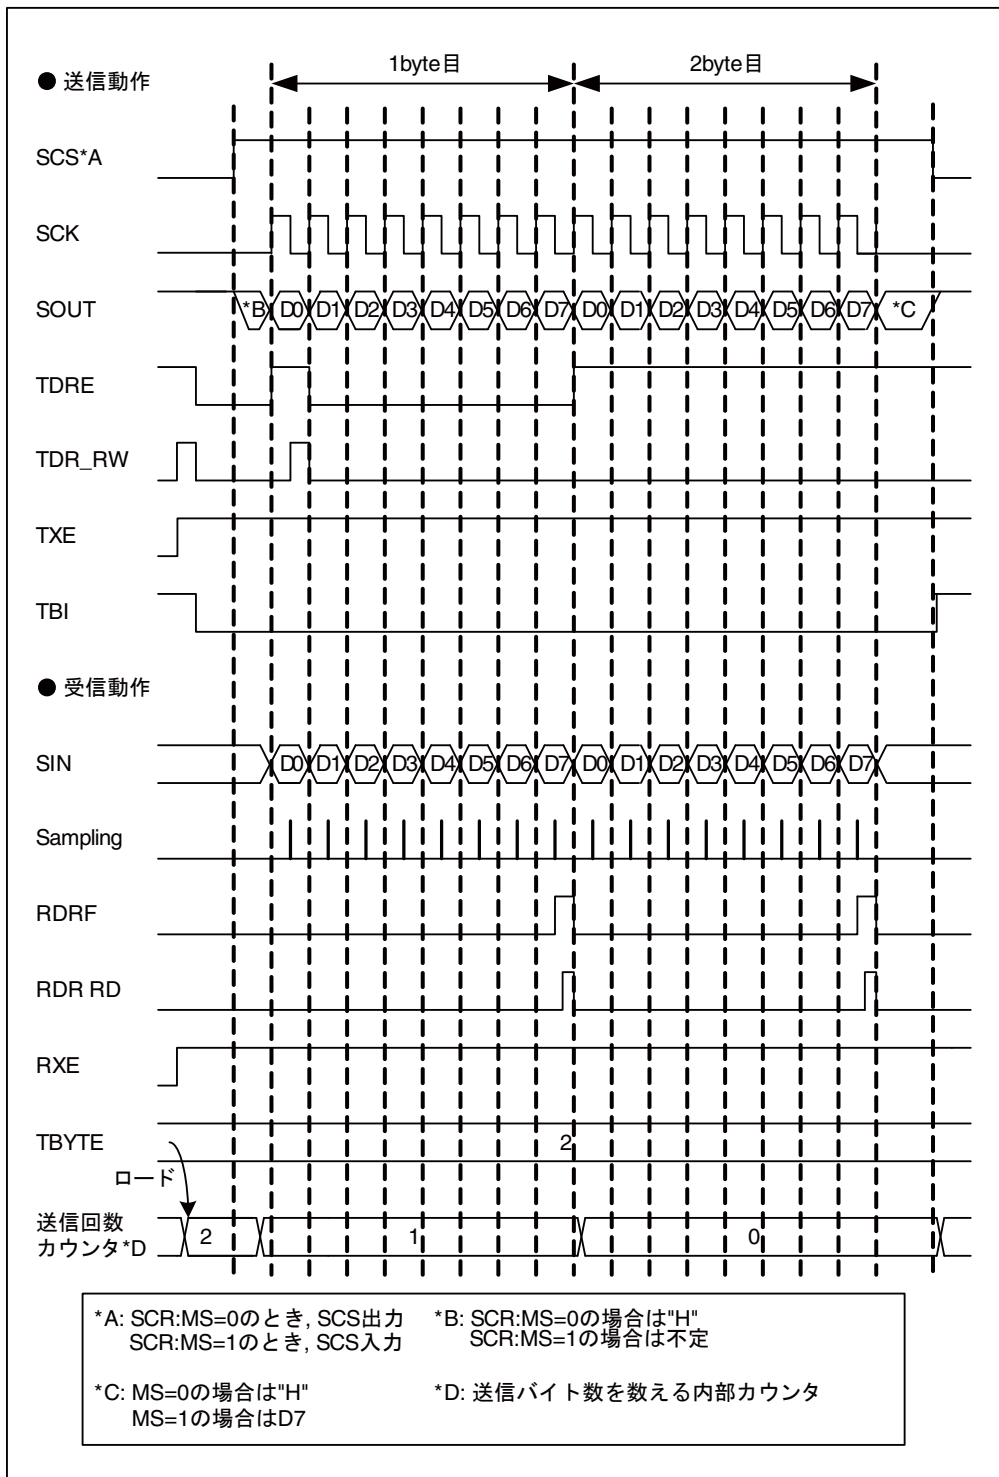 1byte目 2byte目
● 送信動作
SCS*A
SCK
SOUT *B D0 D1 D2 D3 D4 D5 D6 D7 D0 D1 D2 D3 D4 D5 D6 D7 *C
TDRE
TDR_RW
TXE
TBI
● 受信動作
SIN D0 D1 D2 D3 D4 D5 D6 D7 D0 D1 D2 D3 D4 D5 D6 D7
Sampling
RDRF
RDR RD
RXE
TBYTE 2
ロード
送信回数
カウンタ*D 2 1 0
*A: SCR:MS=0のとき, SCS出力
SCR:MS=1のとき, SCS入力
*B: SCR:MS=0の場合は"H"
SCR:MS=1の場合は不定
*C: MS=0の場合は"H"
MS=1の場合はD7
*D: 送信バイト数を数える内部カウンタ